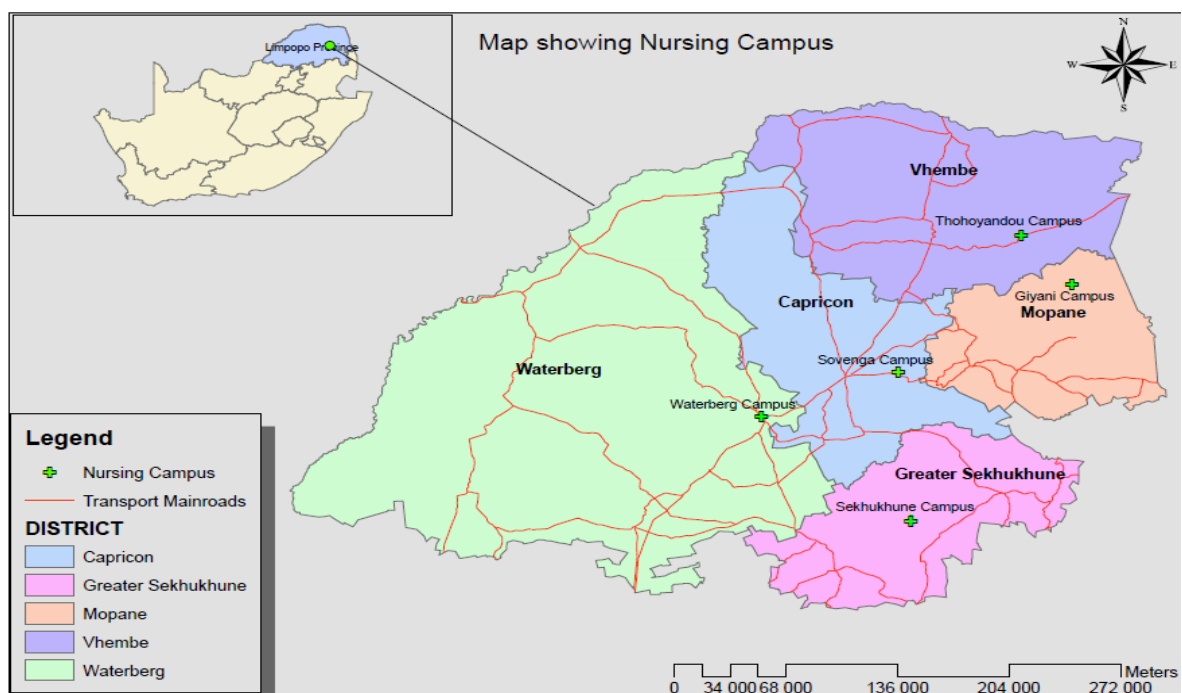 Limpopo Province
Map showing Nursing Campus
N
W
E
S
Vhembe
Thohoyandou Campus
Giyani Campus
Mopane
Capricon
Sovenga Campus
Waterberg
Waterberg Campus
Greater Sekhukhune
Sekhukhune Campus
Legend
Nursing Campus
Transport Mainroads
DISTRICT
Capricon
Greater Sekhukhune
Mopane
Vhembe
Waterberg
Meters
0 34 000 68 000 136 000 204 000 272 000